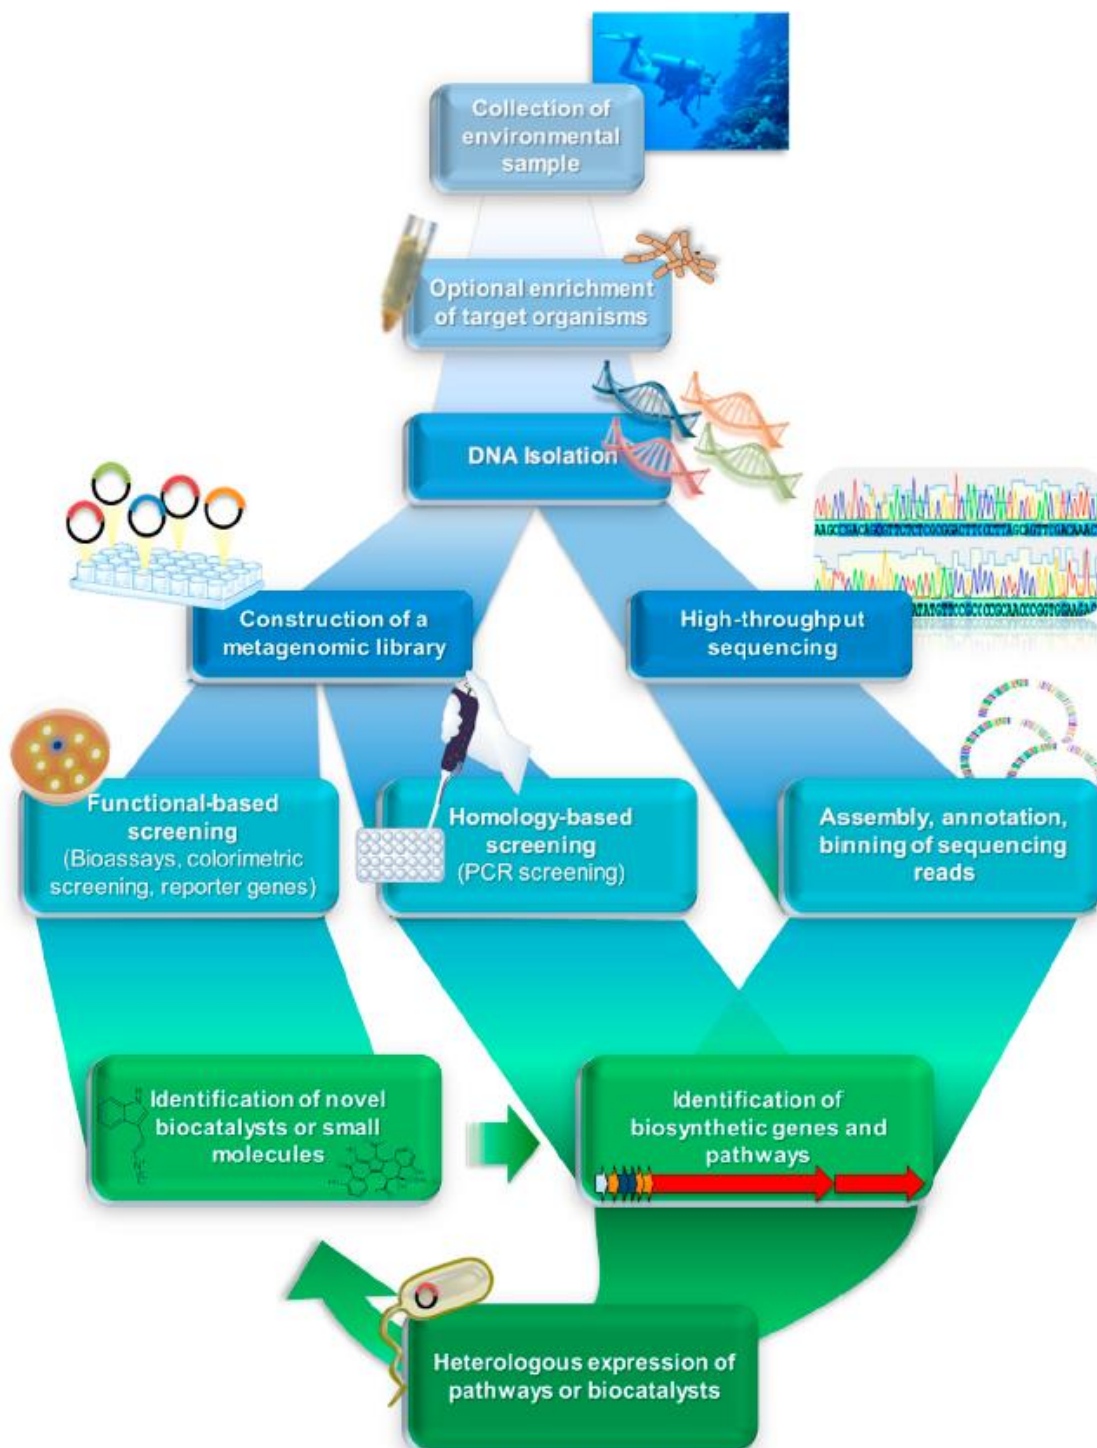 Collection of
environmental
sample
Optional enrichment
of target organisms
DNA Isolation
Construction of a
metagenomic library
High-throughput
sequencing
Functional-based
screening
(Bioassays, colorimetric
screening, reporter genes)
Homology-based
screening
(PCR screening)
Assembly, annotation,
binning of sequencing
reads
Identification of novel
biocatalysts or small
molecules
Identification of
biosynthetic genes and
pathways
Heterologous expression of
pathways or biocatalysts